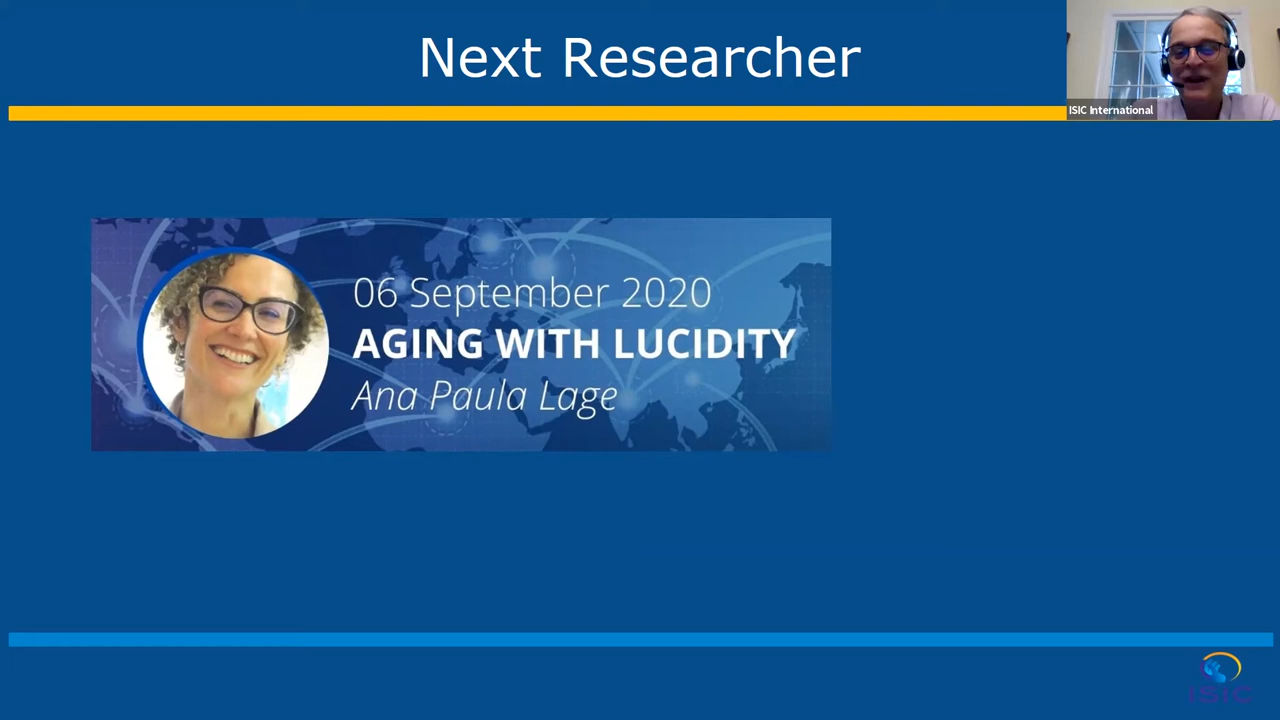 Next Researcher
ISIC International
06 September 2020
AGING WITH LUCIDITY
Ana Paula Lage
ISIC